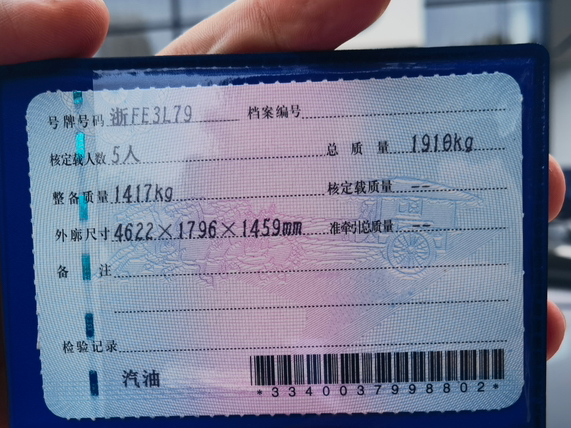 号牌号码 浙FE3L79 档案编号
核定载人数 5人 总质量 1910kg
整备质量 1417kg 核定载质量 --
外廓尺寸 4622×1796×1459mm 准牵引总质量 --
备注
检验记录
汽油
*3340037998802*